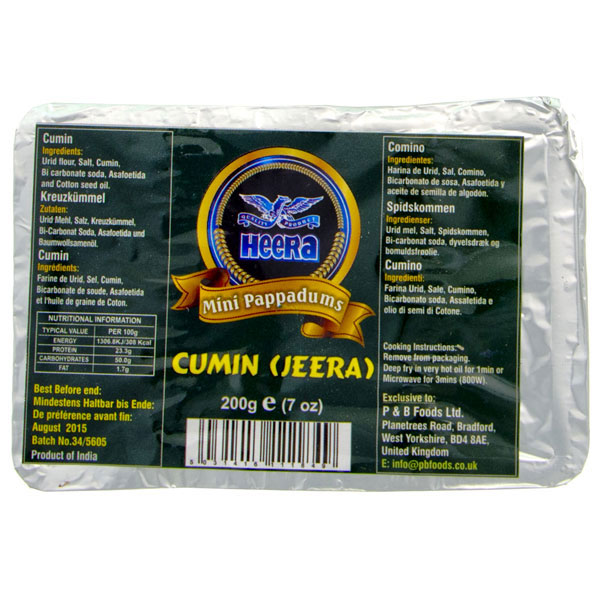 Cumin
Ingredients:
Urid flour, Salt, Cumin,
Bi carbonate soda, Asafoetida
and Cotton seed oil.
Kreuzkümmel
Zutaten:
Urid Mehl, Salz, Kreuzkümmel,
Bi-Carbonat Soda, Asafoetida und
Baumwollsamenöl.
Cumin
Ingrédients:
Farine de Urid, Sel, Cumin,
Bicarbonate de soude, Asafoetida
et l'huile de graine de Coton.
NUTRITIONAL INFORMATION
TYPICAL VALUE PER 100g
ENERGY 1306.8KJ/308 Kcal
PROTEIN 23.3g
CARBOHYDRATES 50.0g
FAT 1.7g
Best Before end:
Mindestens Haltbar bis Ende:
De préférence avant fin:
August 2015
Batch No.34/5605
Product of India
QUALITY PRODUCT
HEERA
Mini Pappadums
CUMIN (JEERA)
200g e (7 oz)
Comino
Ingredientes:
Harina de Urid, Sal, Comino,
Bicarbonato de sosa, Asafoetida y
aceite de semilla de algodón.
Spidskommen
Ingredienser:
Urid mel, Salt, Spidskommen,
Bi-carbonat soda, dyvelsdræk og
bomuldsfroolie.
Cumino
Ingredienti:
Farina Urid, Sale, Cumino,
Bicarbonate soda, Assafetida e
olio di semi di Cotone.
Cooking Instructions:
Remove from packaging.
Deep fry in very hot oil for 1min or
Microwave for 3mins (800W).
Exclusive to:
P & B Foods Ltd.
Planetrees Road, Bradford,
West Yorkshire, BD4 8AE,
United Kingdom
E: info@pbfoods.co.uk